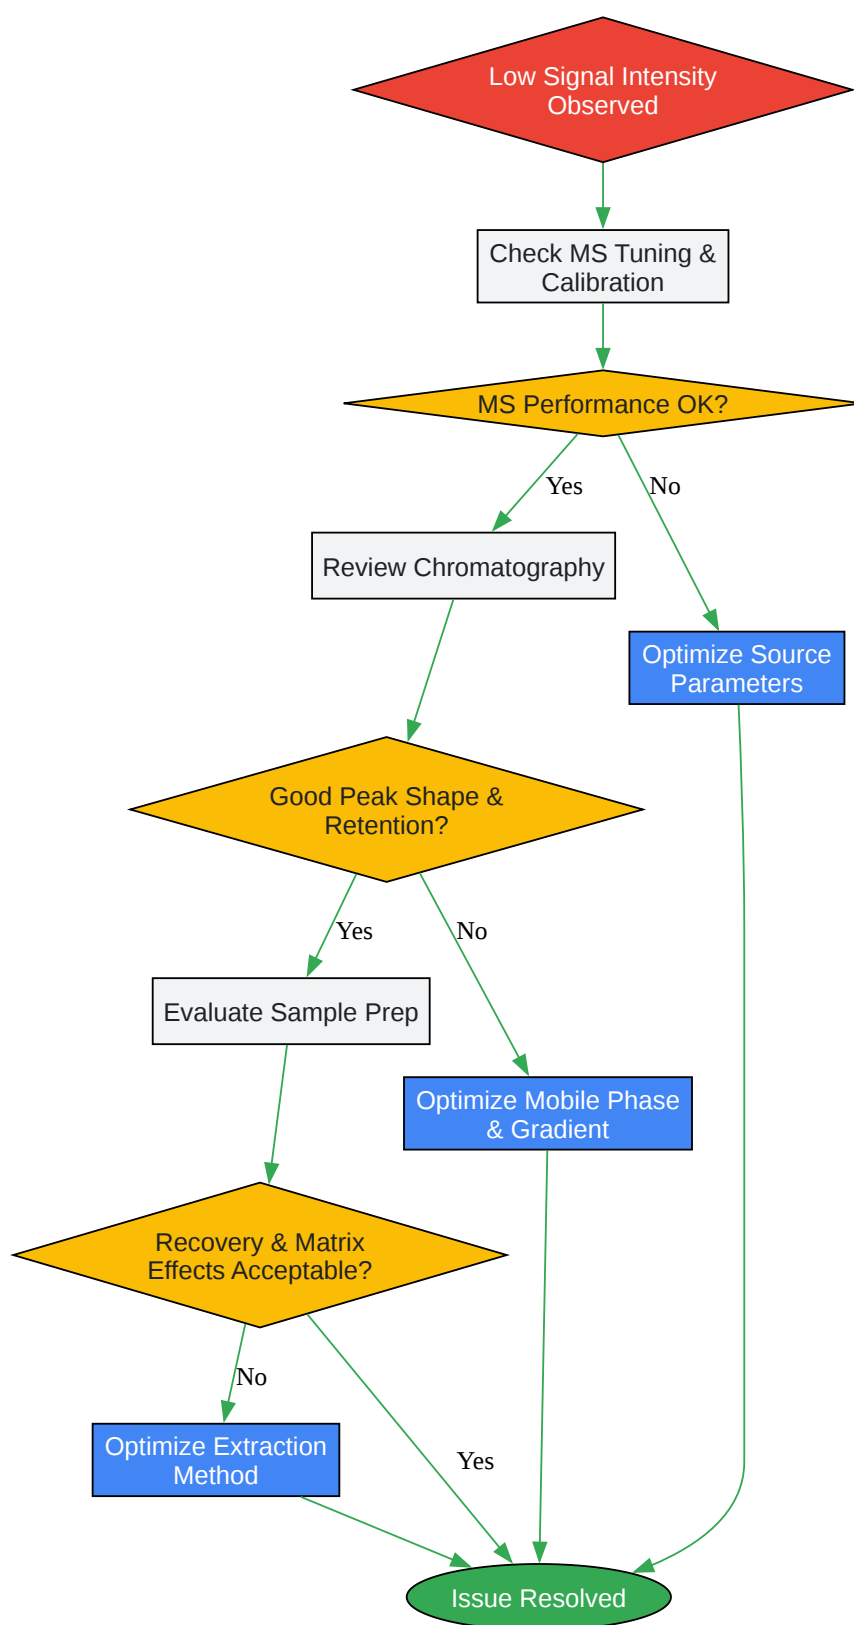 Low Signal Intensity
Observed
Check MS Tuning &
Calibration
MS Performance OK?
Yes
No
Review Chromatography
Optimize Source
Parameters
Good Peak Shape &
Retention?
Yes
No
Evaluate Sample Prep
Optimize Mobile Phase
& Gradient
Recovery & Matrix
Effects Acceptable?
No
Optimize Extraction
Method
Yes
Issue Resolved